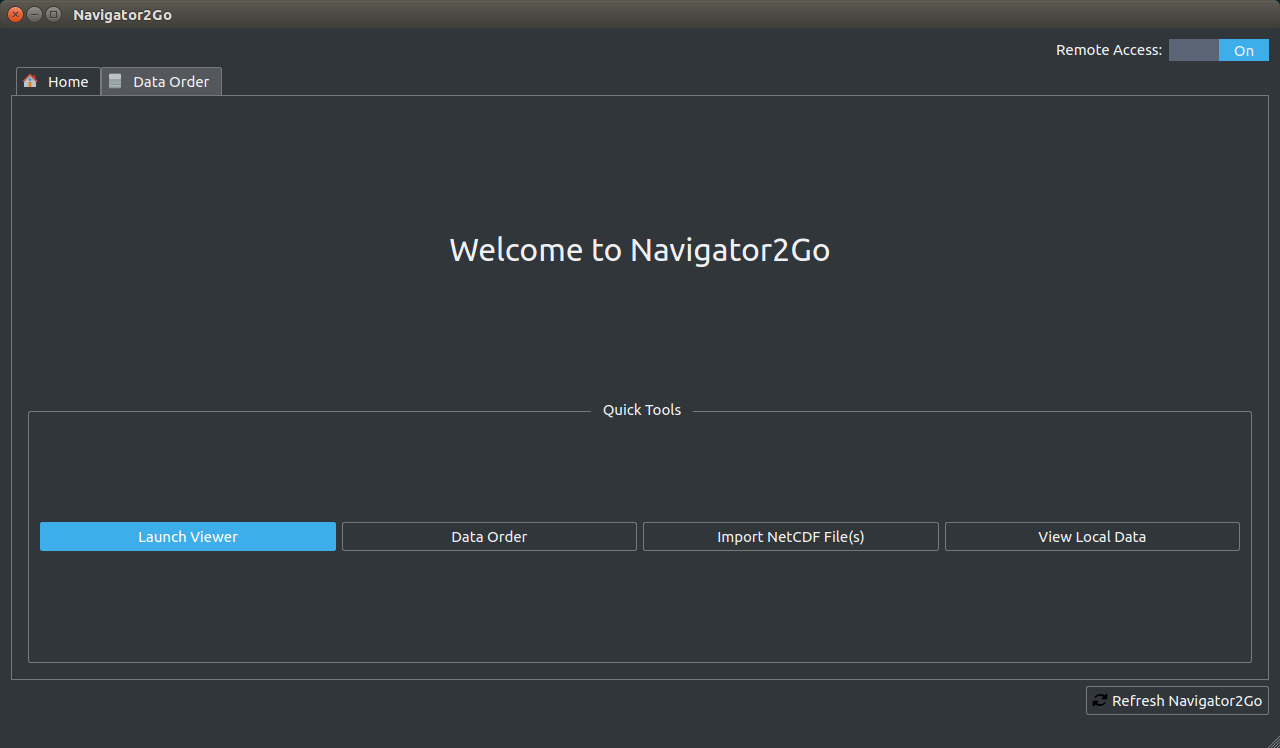 Navigator2Go
Remote Access: On
Home Data Order
Welcome to Navigator2Go
Quick Tools
Launch Viewer Data Order Import NetCDF File(s) View Local Data
Refresh Navigator2Go